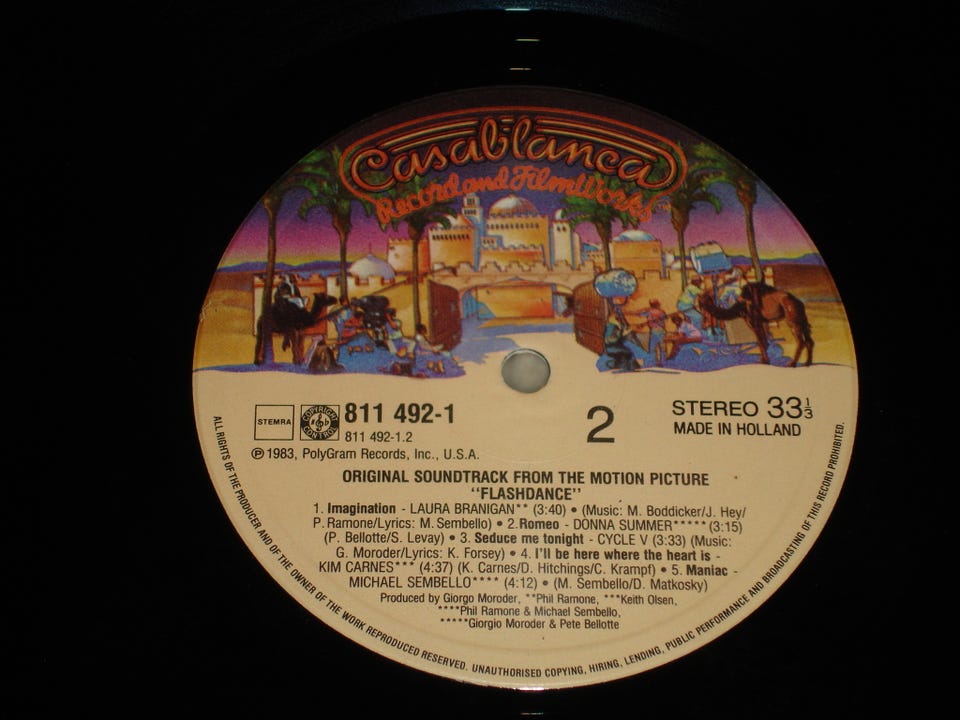 Casablanca
Record and FilmWorks
STEMRA
COPYRIGHT CONTROL
811 492-1
811 492-1.2
2
STEREO 33⅓
MADE IN HOLLAND
℗ 1983, PolyGram Records, Inc., U.S.A.
ORIGINAL SOUNDTRACK FROM THE MOTION PICTURE
"FLASHDANCE"
1. Imagination - LAURA BRANIGAN** (3:40) • (Music: M. Boddicker/J. Hey/
P. Ramone/Lyrics: M. Sembello) • 2. Romeo - DONNA SUMMER***** (3:15)
(P. Bellotte/S. Levay) • 3. Seduce me tonight - CYCLE V (3:33) (Music:
G. Moroder/Lyrics: K. Forsey) • 4. I'll be here where the heart is -
KIM CARNES*** (4:37) (K. Carnes/D. Hitchings/C. Krampf) • 5. Maniac -
MICHAEL SEMBELLO**** (4:12) • (M. Sembello/D. Matkosky)
Produced by Giorgo Moroder, **Phil Ramone, ***Keith Olsen,
****Phil Ramone & Michael Sembello,
*****Giorgio Moroder & Pete Bellotte
ALL RIGHTS OF THE PRODUCER AND OF THE OWNER OF THE WORK REPRODUCED RESERVED. UNAUTHORISED COPYING, HIRING, LENDING, PUBLIC PERFORMANCE AND BROADCASTING OF THIS RECORD PROHIBITED.